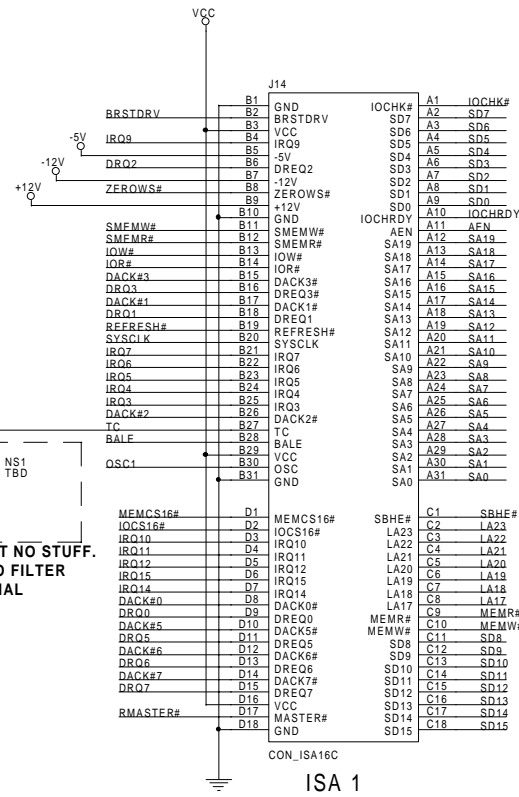 VCC
J14
B1 GND IOCHK# A1 IOCHK#
BRSTDRV B2 BRSTDRV SD7 A2 SD7
B3 VCC SD6 A3 SD6
-5V IRQ9 B4 IRQ9 SD5 A4 SD5
B5 -5V SD4 A5 SD4
-12V DRQ2 B6 DREQ2 SD3 A6 SD3
B7 -12V SD2 A7 SD2
+12V ZEROWS# B8 ZEROWS# SD1 A8 SD1
B9 +12V SD0 A9 SD0
B10 GND IOCHRDY A10 IOCHRDY
SMEMW# B11 SMEMW# AEN A11 AEN
SMEMR# B12 SMEMR# SA19 A12 SA19
IOW# B13 IOW# SA18 A13 SA18
IOR# B14 IOR# SA17 A14 SA17
DACK#3 B15 DACK3# SA16 A15 SA16
DRQ3 B16 DREQ3# SA15 A16 SA15
DACK#1 B17 DACK1# SA14 A17 SA14
DRQ1 B18 DREQ1 SA13 A18 SA13
REFRESH# B19 REFRESH# SA12 A19 SA12
SYSCLK B20 SYSCLK SA11 A20 SA11
IRQ7 B21 IRQ7 SA10 A21 SA10
IRQ6 B22 IRQ6 SA9 A22 SA9
IRQ5 B23 IRQ5 SA8 A23 SA8
IRQ4 B24 IRQ4 SA7 A24 SA7
IRQ3 B25 IRQ3 SA6 A25 SA6
DACK#2 B26 DACK2# SA5 A26 SA5
TC B27 TC SA4 A27 SA4
BALE B28 BALE SA3 A28 SA3
B29 VCC SA2 A29 SA2
OSC1 B30 OSC SA1 A30 SA1
B31 GND SA0 A31 SA0
NS1
TBD
T NO STUFF.
O FILTER
IAL
MEMCS16# D1 MEMCS16# SBHE# C1 SBHE#
IOCS16# D2 IOCS16# LA23 C2 LA23
IRQ10 D3 IRQ10 LA22 C3 LA22
IRQ11 D4 IRQ11 LA21 C4 LA21
IRQ12 D5 IRQ12 LA20 C5 LA20
IRQ15 D6 IRQ15 LA19 C6 LA19
IRQ14 D7 IRQ14 LA18 C7 LA18
DACK#0 D8 DACK0# LA17 C8 LA17
DRQ0 D9 DREQ0 MEMR# C9 MEMR#
DACK#5 D10 DACK5# MEMW# C10 MEMW#
DRQ5 D11 DREQ5 SD8 C11 SD8
DACK#6 D12 DACK6# SD9 C12 SD9
DRQ6 D13 DREQ6 SD10 C13 SD10
DACK#7 D14 DACK7# SD11 C14 SD11
DRQ7 D15 DREQ7 SD12 C15 SD12
D16 VCC SD13 C16 SD13
RMASTER# D17 MASTER# SD14 C17 SD14
D18 GND SD15 C18 SD15
CON_ISA16C
ISA 1